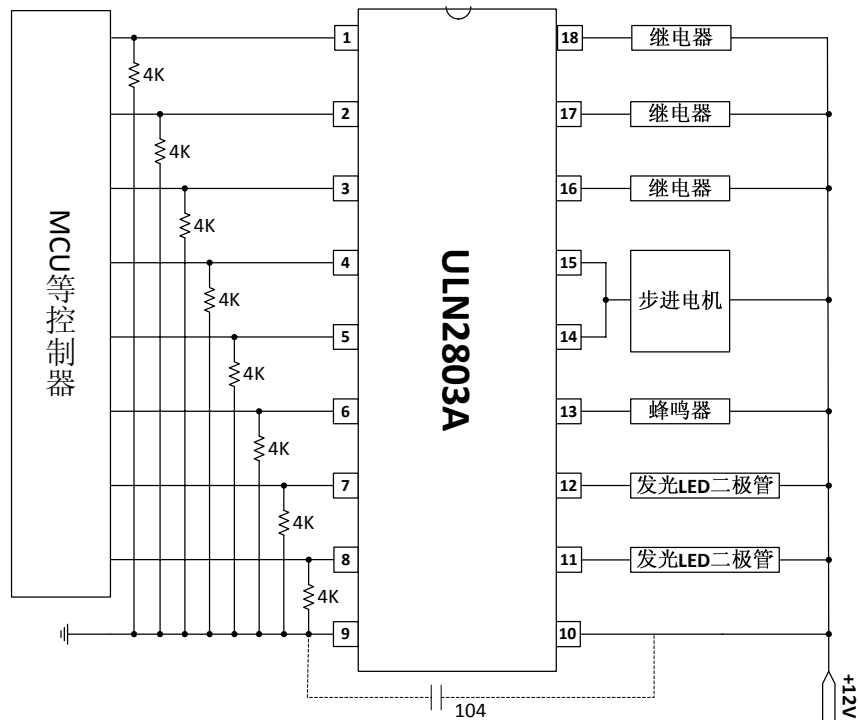 1
18
继电器
4K
2
17
继电器
4K
3
16
继电器
4K
MCU等控制器
ULN2803A
4
15
4K
步进电机
5
14
4K
6
13
蜂鸣器
4K
7
12
发光LED二极管
4K
8
11
发光LED二极管
4K
9
10
104
+12V